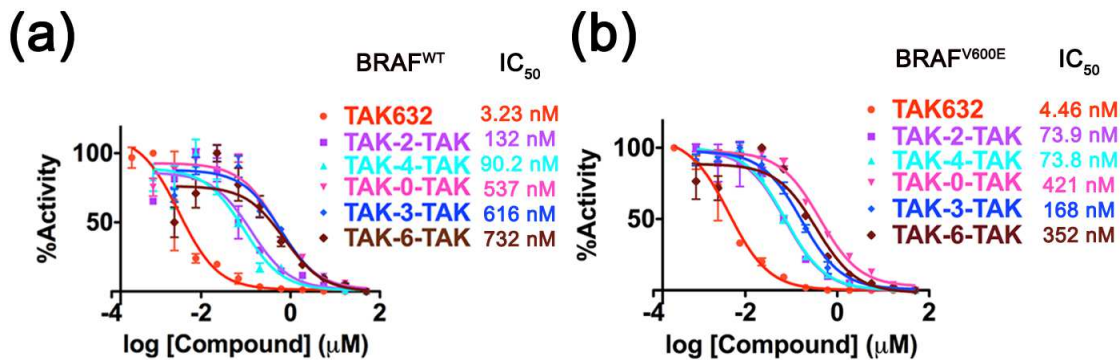 (a)
BRAF^WT IC50
TAK632 3.23 nM
TAK-2-TAK 132 nM
TAK-4-TAK 90.2 nM
TAK-0-TAK 537 nM
TAK-3-TAK 616 nM
TAK-6-TAK 732 nM
%Activity
100
50
-4 -2 0 2
log [Compound] (μM)
(b)
BRAF^V600E IC50
TAK632 4.46 nM
TAK-2-TAK 73.9 nM
TAK-4-TAK 73.8 nM
TAK-0-TAK 421 nM
TAK-3-TAK 168 nM
TAK-6-TAK 352 nM
%Activity
100
50
0
-4 -2 0 2
log [Compound] (μM)